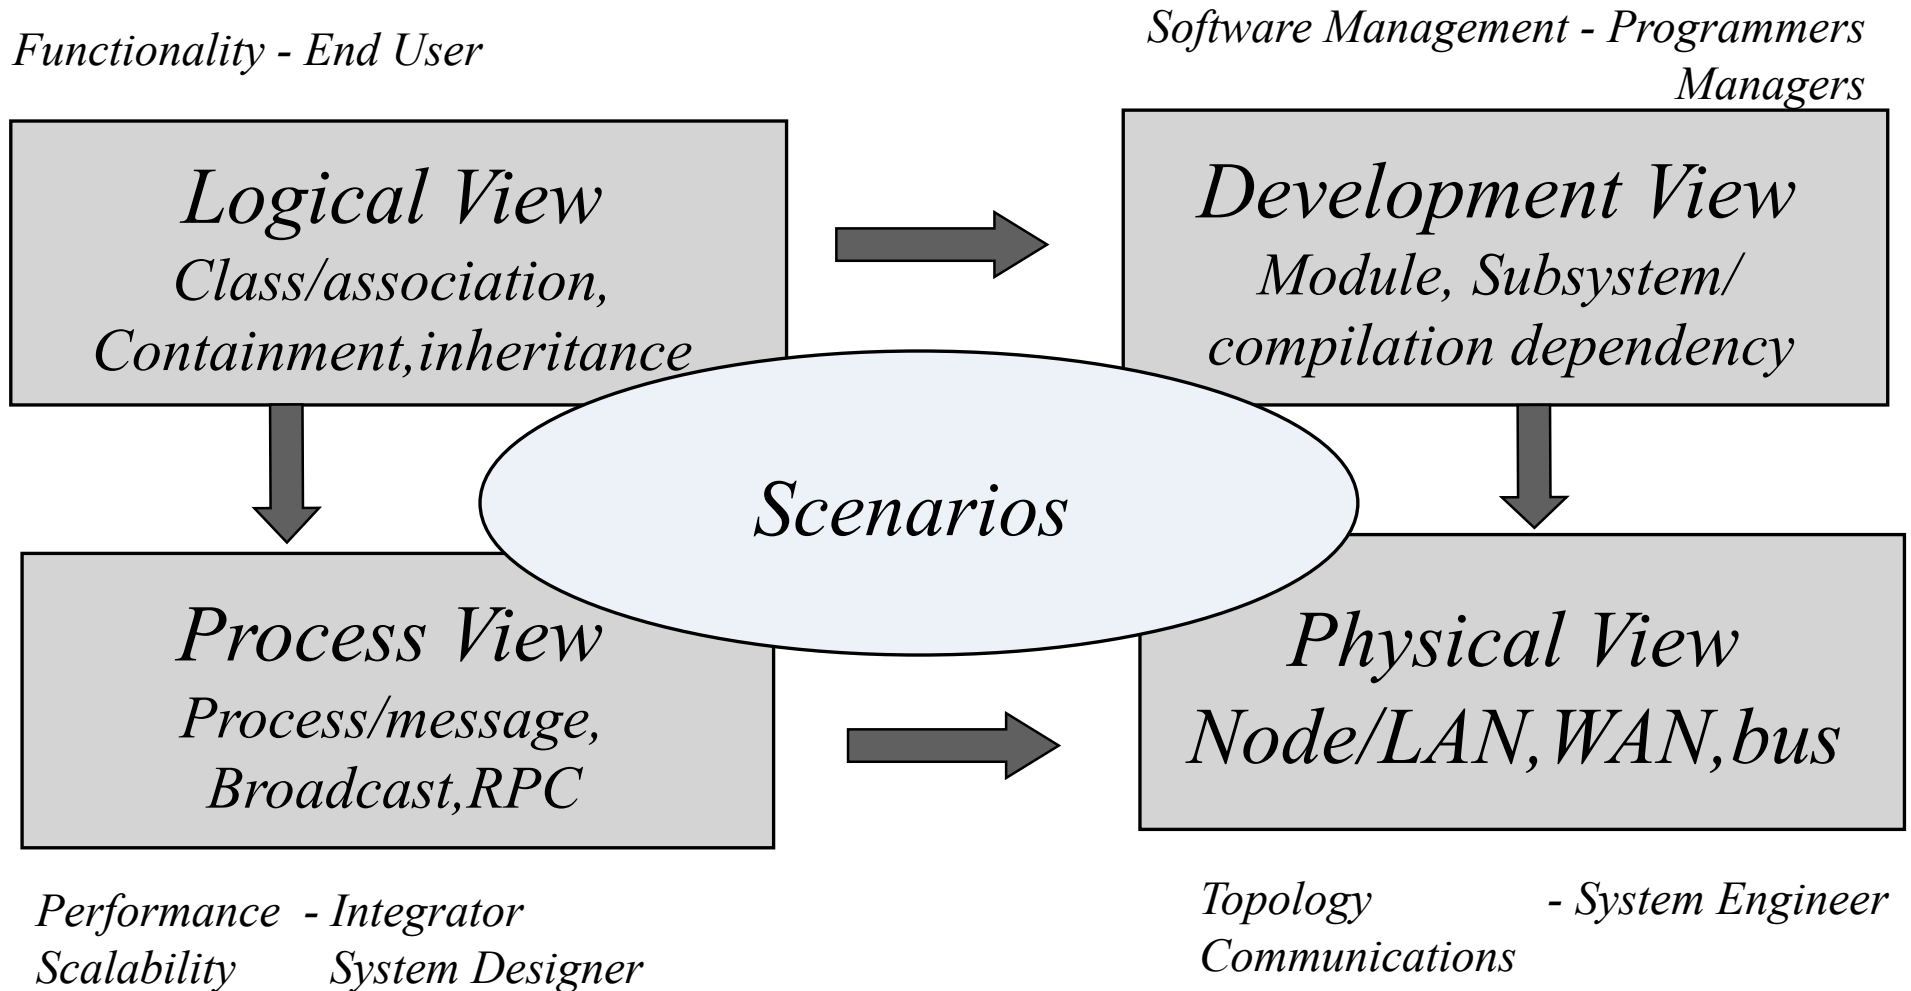 Functionality - End User
Software Management - Programmers
Managers
Logical View
Class/association,
Containment,inheritance
Development View
Module, Subsystem/
compilation dependency
Scenarios
Process View
Process/message,
Broadcast,RPC
Physical View
Node/LAN,WAN,bus
Performance - Integrator
Scalability System Designer
Topology - System Engineer
Communications